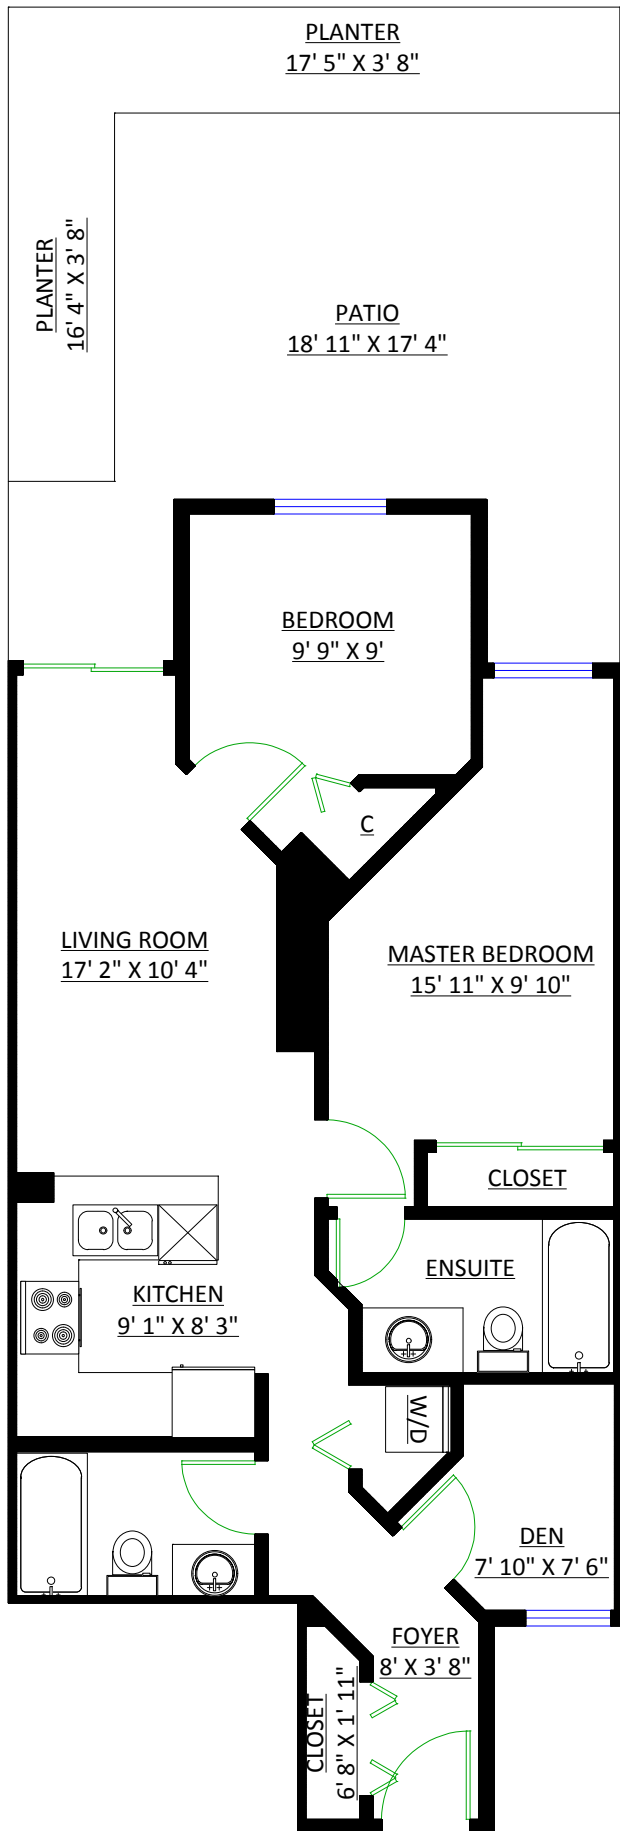 PLANTER
17' 5" X 3' 8"
PLANTER
16' 4" X 3' 8"
PATIO
18' 11" X 17' 4"
BEDROOM
9' 9" X 9'
C
LIVING ROOM
17' 2" X 10' 4"
MASTER BEDROOM
15' 11" X 9' 10"
CLOSET
ENSUITE
KITCHEN
9' 1" X 8' 3"
W/D
DEN
7' 10" X 7' 6"
FOYER
8' X 3' 8"
CLOSET
6' 8" X 1' 11"